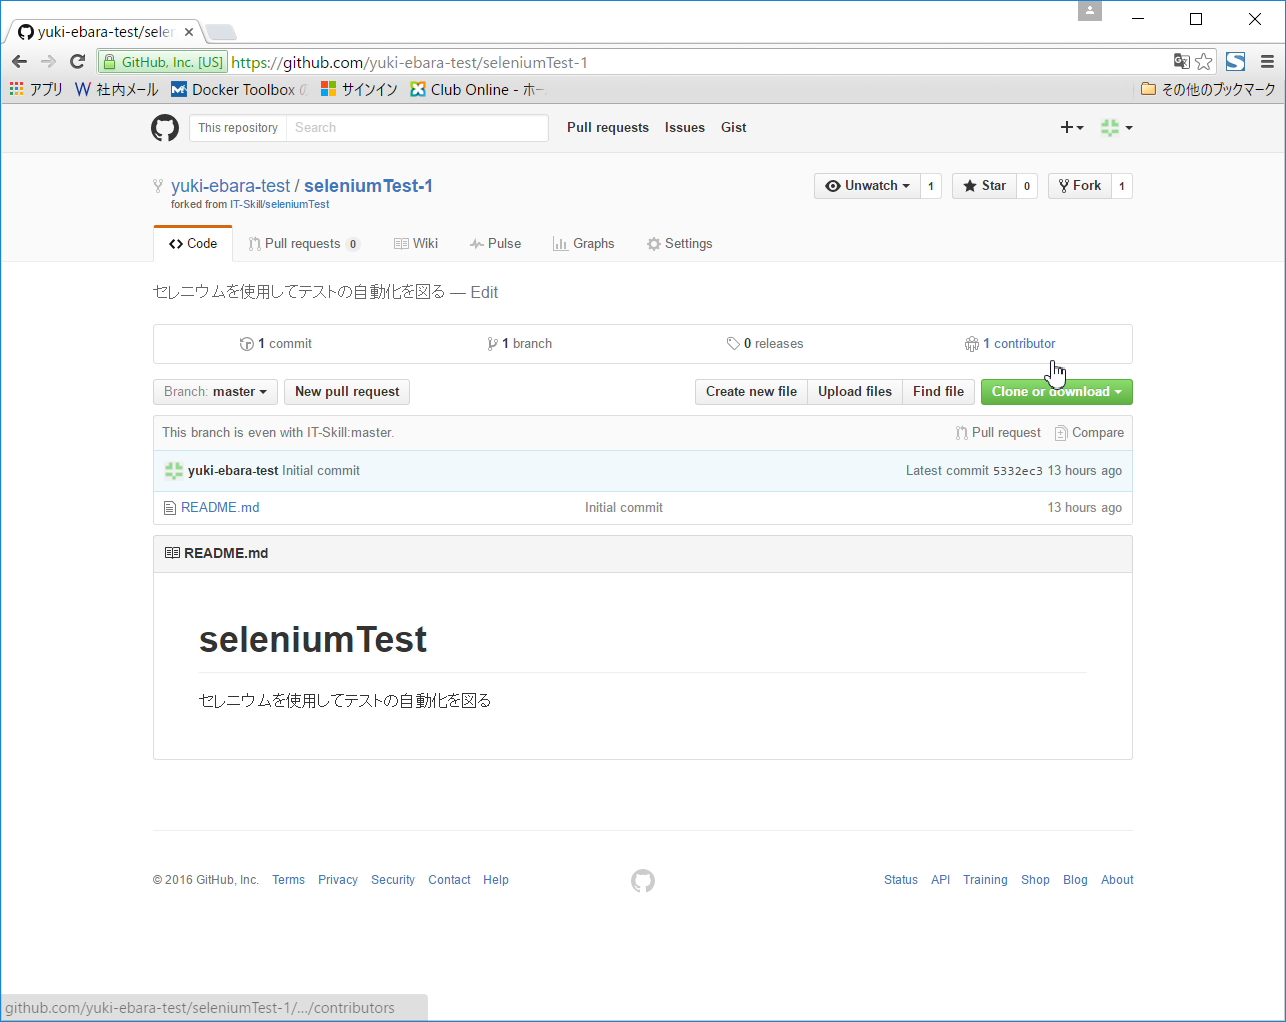 yuki-ebara-test/selen
GitHub, Inc. [US] https://github.com/yuki-ebara-test/seleniumTest-1
アプリ 社内メール Docker Toolbox サインイン Club Online - ホー その他のブックマーク
This repository Search Pull requests Issues Gist
yuki-ebara-test / seleniumTest-1 Unwatch 1 Star 0 Fork 1
forked from IT-Skill/seleniumTest
Code Pull requests 0 Wiki Pulse Graphs Settings
セレニウムを使用してテストの自動化を図る — Edit
1 commit 1 branch 0 releases 1 contributor
Branch: master New pull request Create new file Upload files Find file Clone or download
This branch is even with IT-Skill:master. Pull request Compare
yuki-ebara-test Initial commit Latest commit 5332ec3 13 hours ago
README.md Initial commit 13 hours ago
README.md
seleniumTest
セレニウムを使用してテストの自動化を図る
© 2016 GitHub, Inc. Terms Privacy Security Contact Help Status API Training Shop Blog About
github.com/yuki-ebara-test/seleniumTest-1/.../contributors